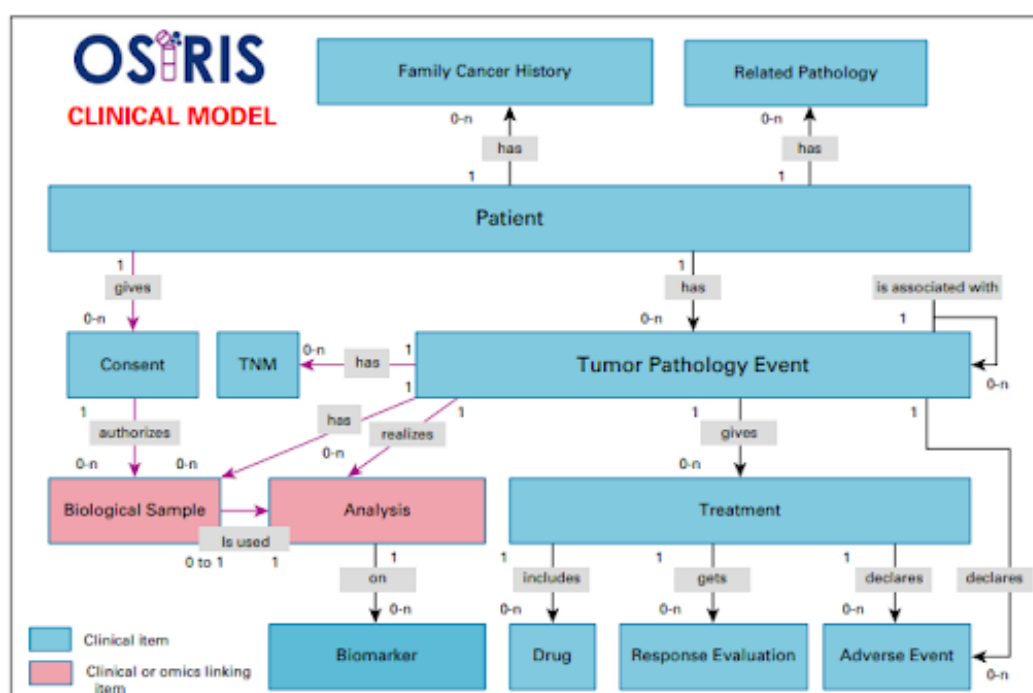 OSIRIS
CLINICAL MODEL
Family Cancer History
Related Pathology
0-n
0-n
has
has
1
1
Patient
1
1
gives
has
is associated with
0-n
0-n
1
Consent
TNM
0-n
has
1
Tumor Pathology Event
0-n
1
1
has
1
1
1
authorizes
realizes
gives
0-n
0-n
0-n
0-n
Biological Sample
Analysis
Treatment
Is used
0 to 1
1
1
1
1
1
on
includes
gets
declares
declares
0-n
0-n
0-n
0-n
Biomarker
Drug
Response Evaluation
Adverse Event
0-n
Clinical item
Clinical or omics linking
item